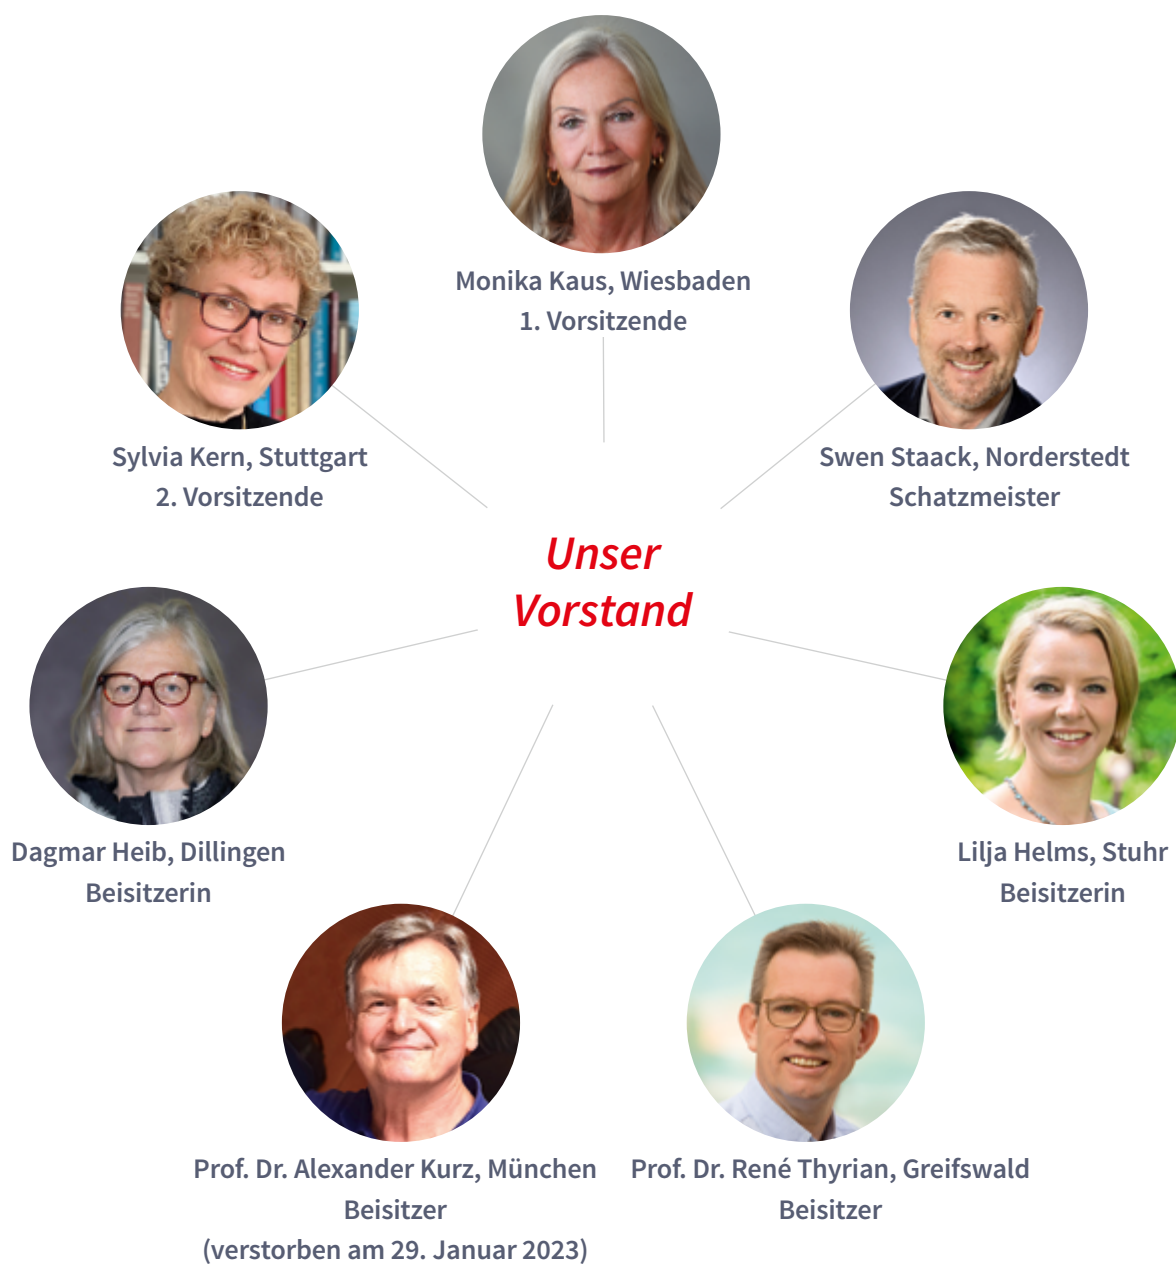 Monika Kaus, Wiesbaden
1. Vorsitzende
Sylvia Kern, Stuttgart
2. Vorsitzende
Swen Staack, Norderstedt
Schatzmeister
Unser
Vorstand
Dagmar Heib, Dillingen
Beisitzerin
Lilja Helms, Stuhr
Beisitzerin
Prof. Dr. Alexander Kurz, München
Beisitzer
(verstorben am 29. Januar 2023)
Prof. Dr. René Thyrian, Greifswald
Beisitzer